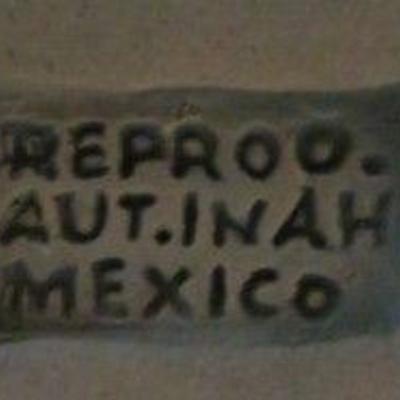 REPROD.
AUT.INAH
MEXICO